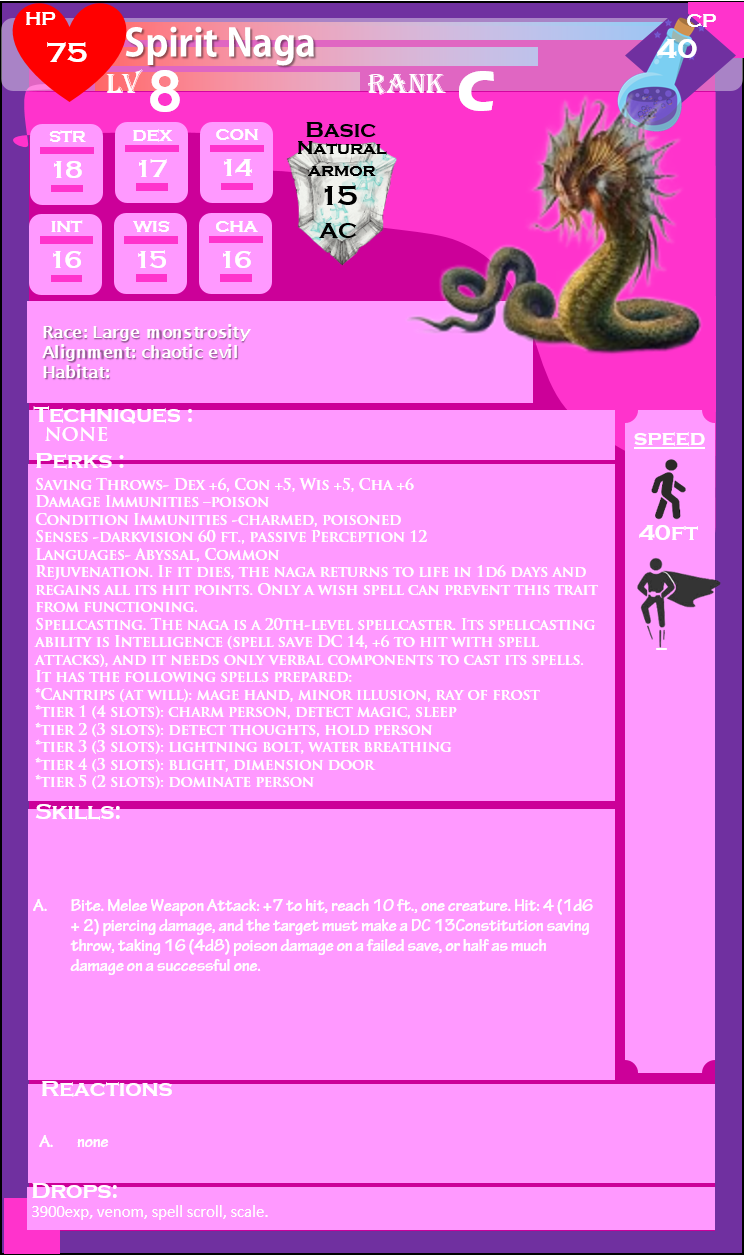 HP
75
Spirit Naga
CP
40
LV 8
RANK C
STR
18
DEX
17
CON
14
INT
16
WIS
15
CHA
16
Basic
Natural
armor
15
AC
Race: Large monstrosity
Alignment: chaotic evil
Habitat:
Techniques :
NONE
Perks :
Saving Throws- Dex +6, Con +5, Wis +5, Cha +6
Damage Immunities –poison
Condition Immunities -charmed, poisoned
Senses -darkvision 60 ft., passive Perception 12
Languages- Abyssal, Common
Rejuvenation. If it dies, the naga returns to life in 1d6 days and
regains all its hit points. Only a wish spell can prevent this trait
from functioning.
Spellcasting. The naga is a 20th-level spellcaster. Its spellcasting
ability is Intelligence (spell save DC 14, +6 to hit with spell
attacks), and it needs only verbal components to cast its spells.
It has the following spells prepared:
*Cantrips (at will): mage hand, minor illusion, ray of frost
*tier 1 (4 slots): charm person, detect magic, sleep
*tier 2 (3 slots): detect thoughts, hold person
*tier 3 (3 slots): lightning bolt, water breathing
*tier 4 (3 slots): blight, dimension door
*tier 5 (2 slots): dominate person
SPEED
40FT
–
Skills:
A. Bite. Melee Weapon Attack: +7 to hit, reach 10 ft., one creature. Hit: 4 (1d6
+ 2) piercing damage, and the target must make a DC 13Constitution saving
throw, taking 16 (4d8) poison damage on a failed save, or half as much
damage on a successful one.
Reactions
A. none
Drops:
3900exp, venom, spell scroll, scale.